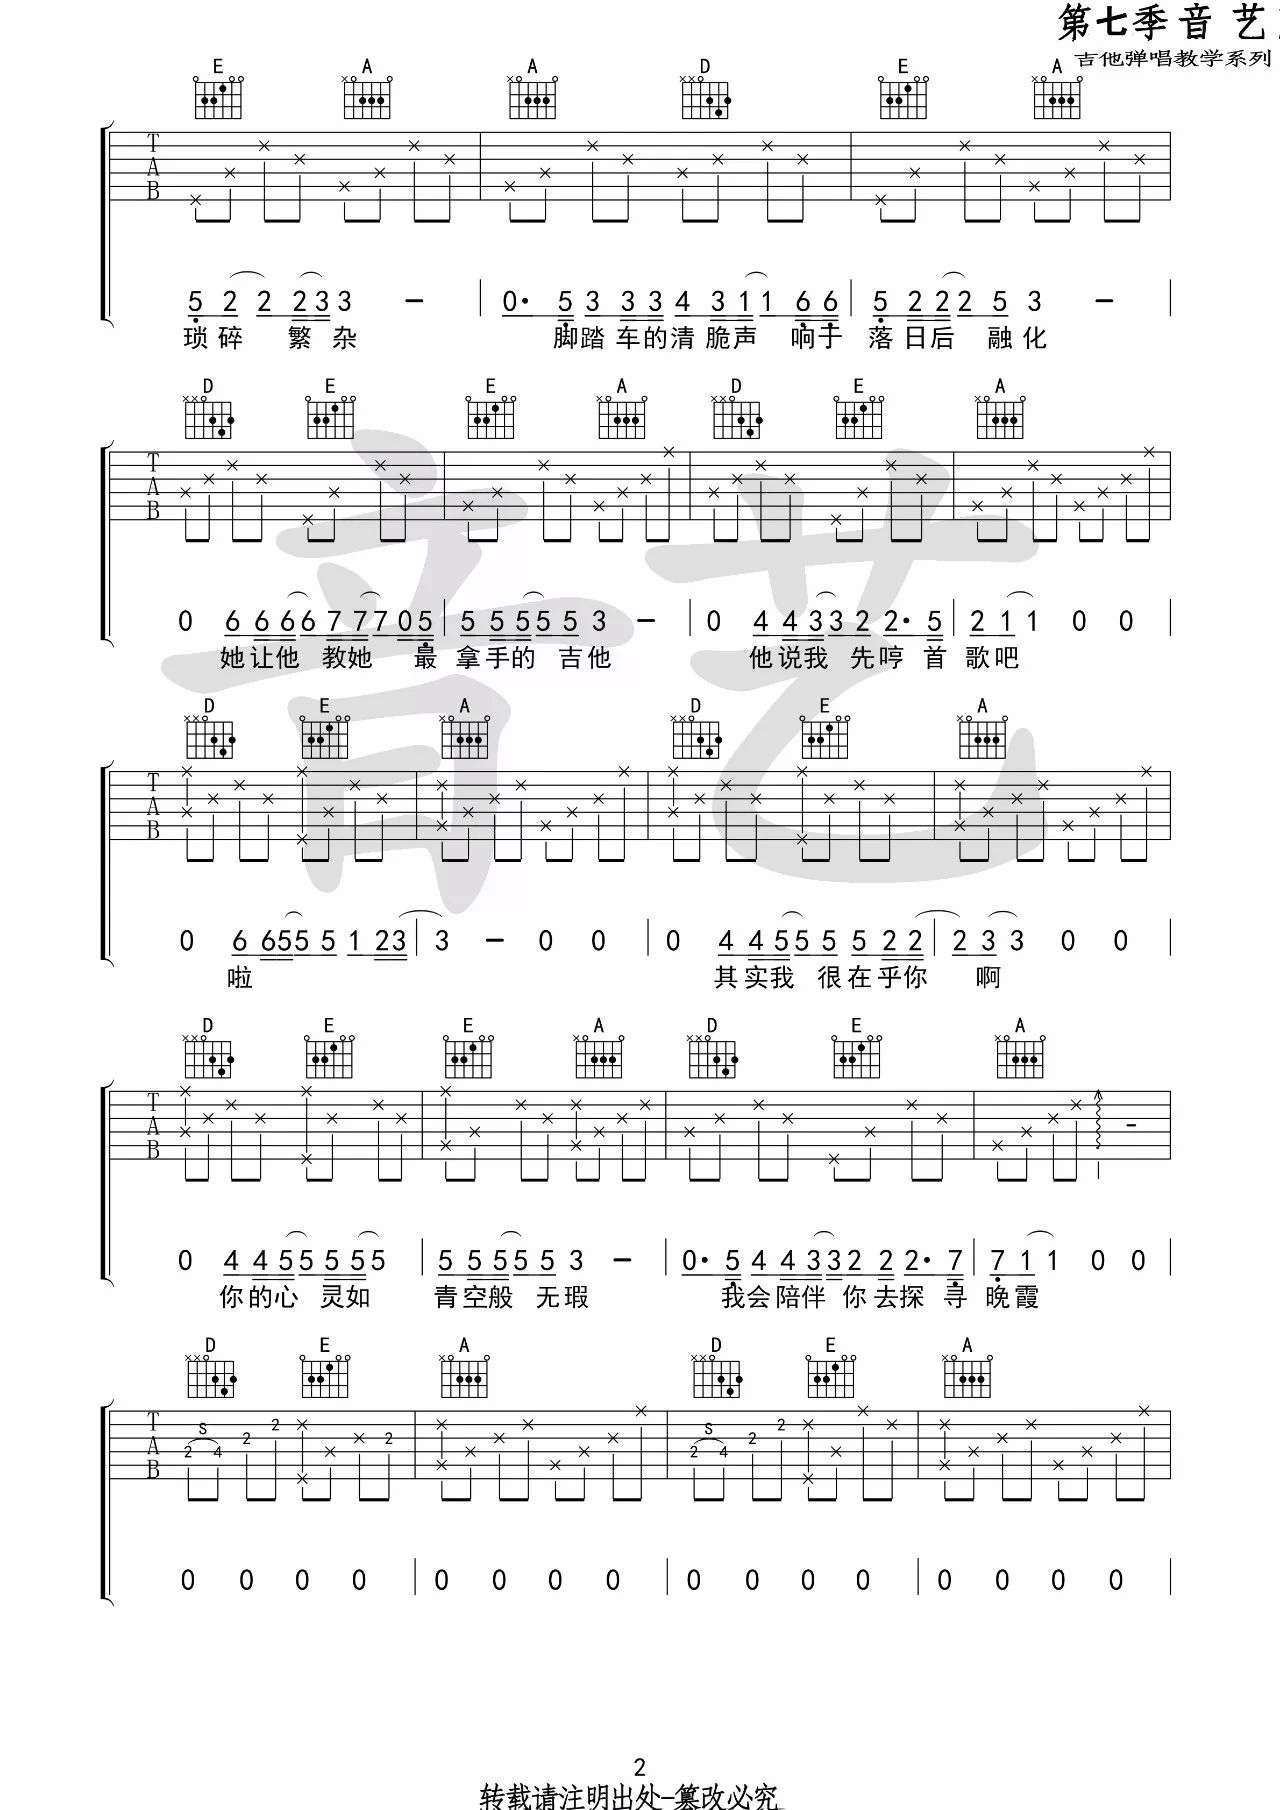 第七季音艺
吉他弹唱教学系列
E A A D E A
T
A
B
5 2 2 2 3 3 - 0· 5 3 3 3 4 3 1 1 6 6 5 2 2 2 5 3 -
琐碎 繁杂 脚踏车的清脆声 响于 落日后 融化
D E E A D E A
T
A
B
0 6 6 6 6 7 7 7 0 5 5 5 5 5 5 3 - 0 4 4 3 3 2 2· 5 2 1 1 0 0
她让他 教她 最 拿手的 吉他 他说我 先哼 首 歌吧
D E A D E A
T
A
B
0 6 6 5 5 5 1 2 3 3 - 0 0 0 4 4 5 5 5 5 2 2 2 3 3 0 0
啦 其实我 很在乎你 啊
D E E A D E A
T
A
B
0 4 4 5 5 5 5 5 5 5 5 5 5 3 - 0· 5 4 4 3 3 2 2 2· 7 7 1 1 0 0
你的心 灵如 青空般 无瑕 我会陪伴 你去探 寻 晚霞
D E A D E A
T
A
B
S 2 4 2 2 2 S 2 4 2 2
0 0 0 0 0 0 0 0 0 0 0 0 0 0 0 0
音艺
2
转载请注明出处-篡改必究